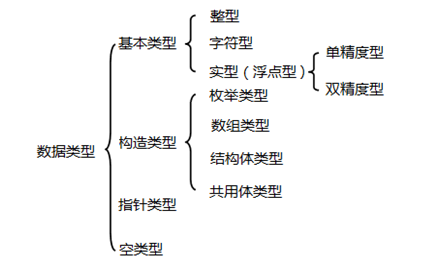 整型
基本类型
字符型
单精度型
实型（浮点型）
双精度型
枚举类型
数组类型
构造类型
数据类型
结构体类型
共用体类型
指针类型
空类型